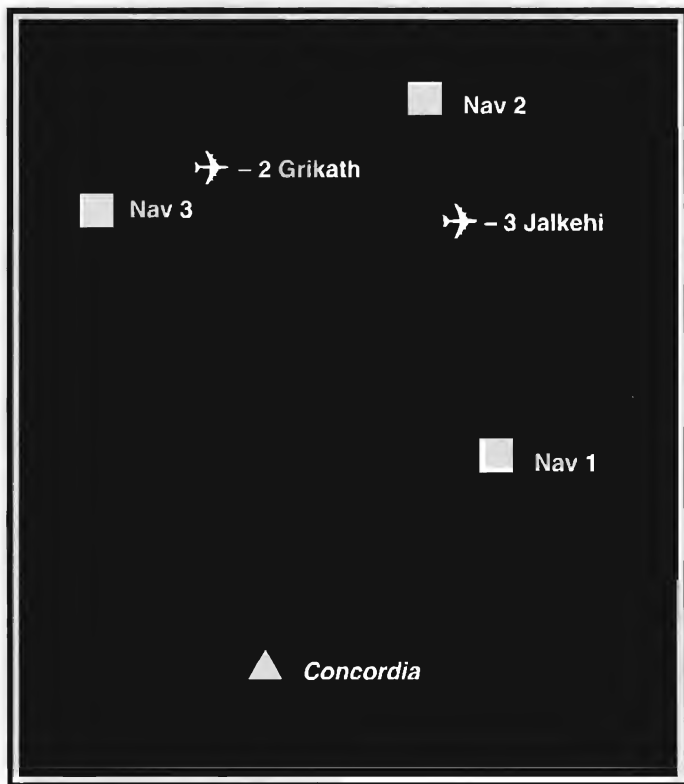 Nav 2
– 2 Grikath
Nav 3
– 3 Jalkehi
Nav 1
Concordia